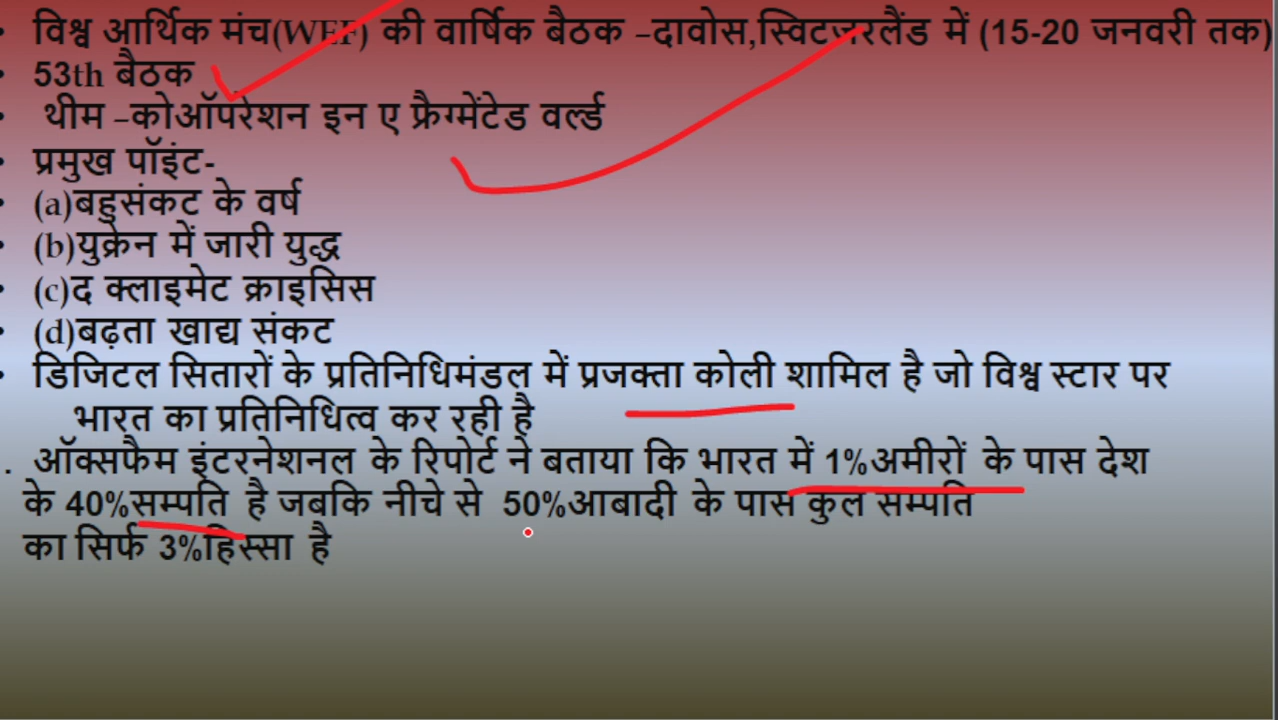 • विश्व आर्थिक मंच(WEF) की वार्षिक बैठक –दावोस,स्विटजरलैंड में (15-20 जनवरी तक)
• 53th बैठक
• थीम –कोऑपरेशन इन ए फ्रैग्मेंटेड वर्ल्ड
• प्रमुख पॉइंट-
• (a)बहुसंकट के वर्ष
• (b)युक्रेन में जारी युद्ध
• (c)द क्लाइमेट क्राइसिस
• (d)बढ़ता खाद्य संकट
• डिजिटल सितारों के प्रतिनिधिमंडल में प्रजक्ता कोली शामिल है जो विश्व स्टार पर
भारत का प्रतिनिधित्व कर रही है
. ऑक्सफैम इंटरनेशनल के रिपोर्ट ने बताया कि भारत में 1%अमीरों के पास देश
के 40%सम्पति है जबकि नीचे से 50%आबादी के पास कुल सम्पति
का सिर्फ 3%हिस्सा है